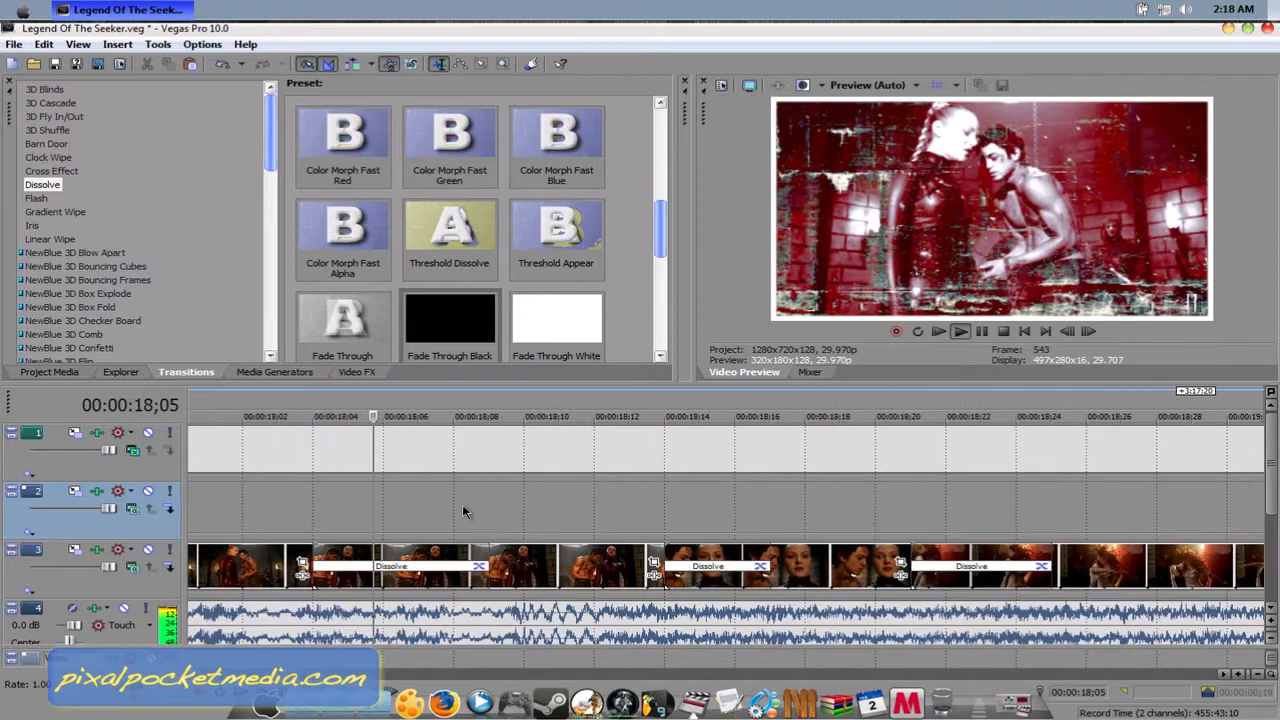 Legend Of The Seek...
2:18 AM
Legend Of The Seeker.veg * - Vegas Pro 10.0
File Edit View Insert Tools Options Help
3D Blinds
3D Cascade
3D Fly In/Out
3D Shuffle
Barn Door
Clock Wipe
Cross Effect
Dissolve
Flash
Gradient Wipe
Iris
Linear Wipe
NewBlue 3D Blow Apart
NewBlue 3D Bouncing Cubes
NewBlue 3D Bouncing Frames
NewBlue 3D Box Explode
NewBlue 3D Box Fold
NewBlue 3D Checker Board
NewBlue 3D Comb
NewBlue 3D Confetti
NewBlue 3D Flip
Preset:
B B B
Color Morph Fast Red
Color Morph Fast Green
Color Morph Fast Blue
B A B
Color Morph Fast Alpha
Threshold Dissolve
Threshold Appear
A
Fade Through
Fade Through Black
Fade Through White
Preview (Auto)
Project: 1280x720x128, 29.970p
Preview: 320x180x128, 29.970p
Frame: 543
Display: 497x280x16, 29.707
Project Media Explorer Transitions Media Generators Video FX
Video Preview Mixer
00:00:18;05
+3:17:20
00:00:18;02 00:00:18;04 00:00:18;06 00:00:18;08 00:00:18;10 00:00:18;12 00:00:18;14 00:00:18;16 00:00:18;18 00:00:18;20 00:00:18;22 00:00:18;24 00:00:18;26 00:00:18;28 00:00:19;
1
2
3
Dissolve Dissolve Dissolve
4
0.0 dB Touch
12
24
36
48
Center
Video
Rate: 1.00
pixalpocketmedia.com
2
M
00:00:18;05
00:00:00;19
Record Time (2 channels): 455:43:10